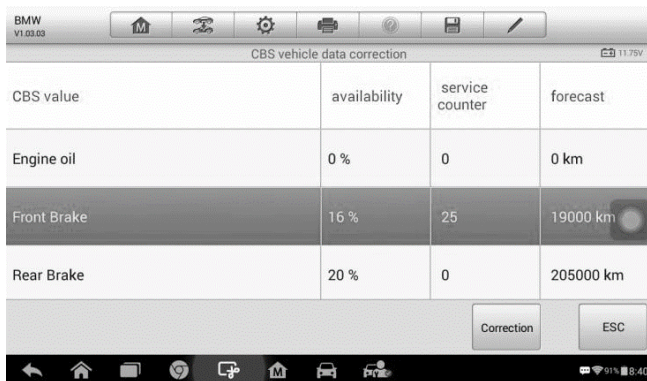 BMW
V1.03.03
CBS vehicle data correction
11.75V
CBS value availability service counter forecast
Engine oil 0 % 0 0 km
Front Brake 16 % 25 19000 km
Rear Brake 20 % 0 205000 km
Correction ESC
91% 8:40